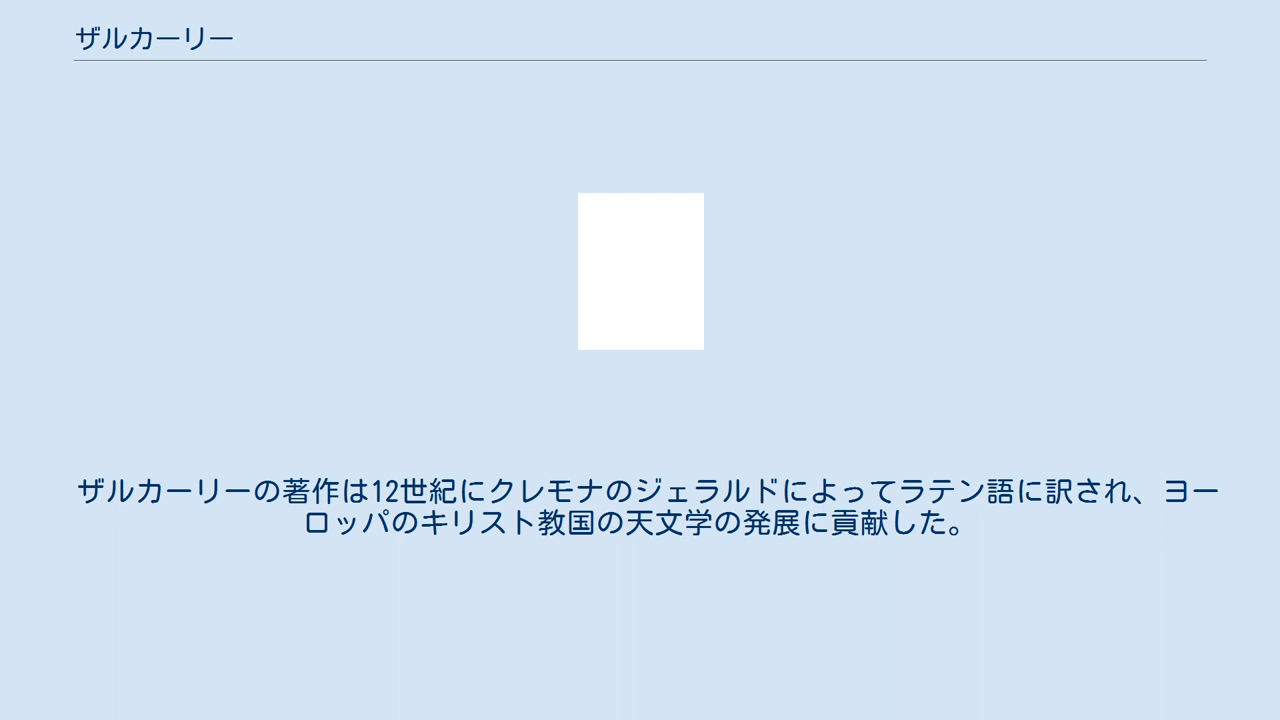 ザルカーリー
ザルカーリーの著作は12世紀にクレモナのジェラルドによってラテン語に訳され、ヨー
ロッパのキリスト教国の天文学の発展に貢献した。